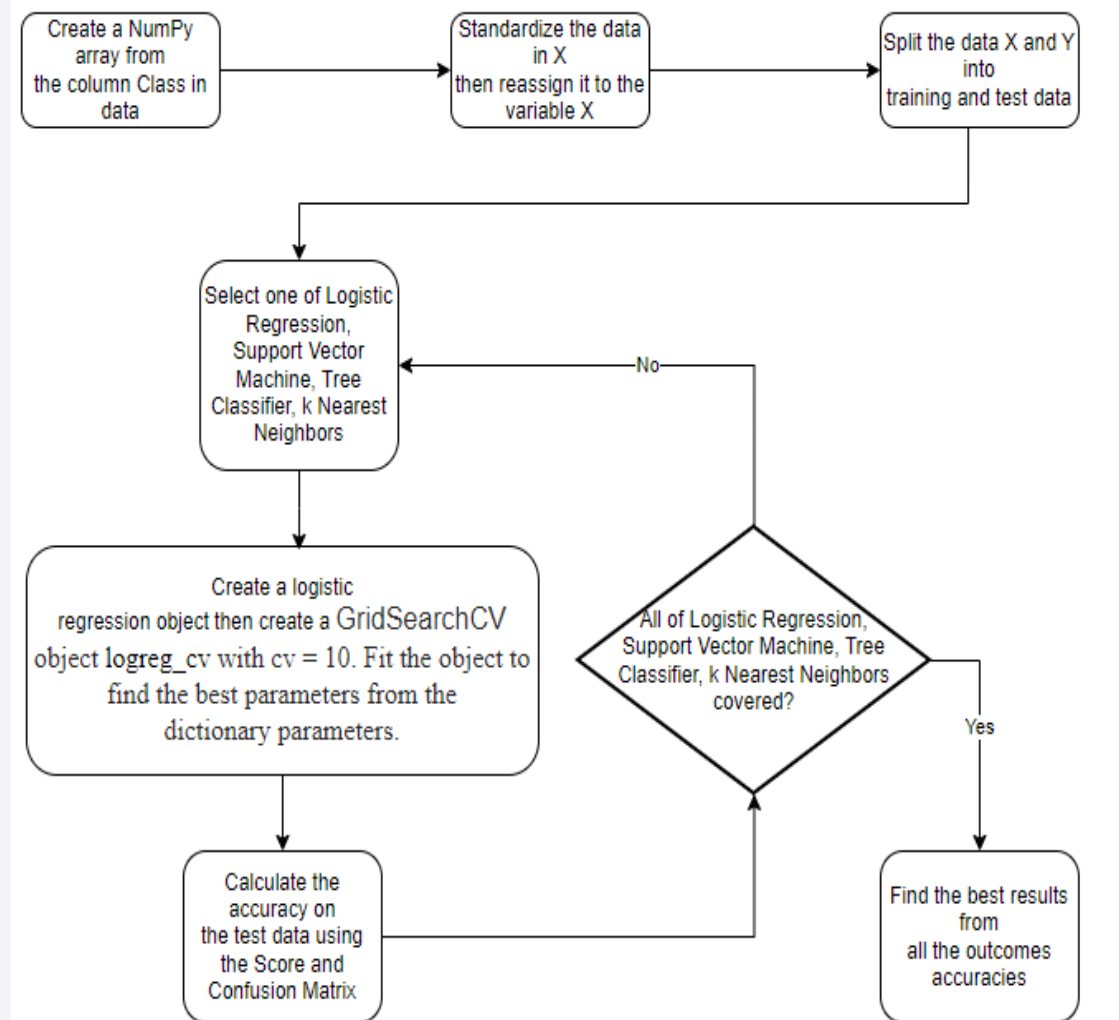 Create a NumPy
array from
the column Class in
data
Standardize the data
in X
then reassign it to the
variable X
Split the data X and Y
into
training and test data
Select one of Logistic
Regression,
Support Vector
Machine, Tree
Classifier, k Nearest
Neighbors
No
Create a logistic
regression object then create a GridSearchCV
object logreg_cv with cv = 10. Fit the object to
find the best parameters from the
dictionary parameters.
All of Logistic Regression,
Support Vector Machine, Tree
Classifier, k Nearest Neighbors
covered?
Yes
Calculate the
accuracy on
the test data using
the Score and
Confusion Matrix
Find the best results
from
all the outcomes
accuracies